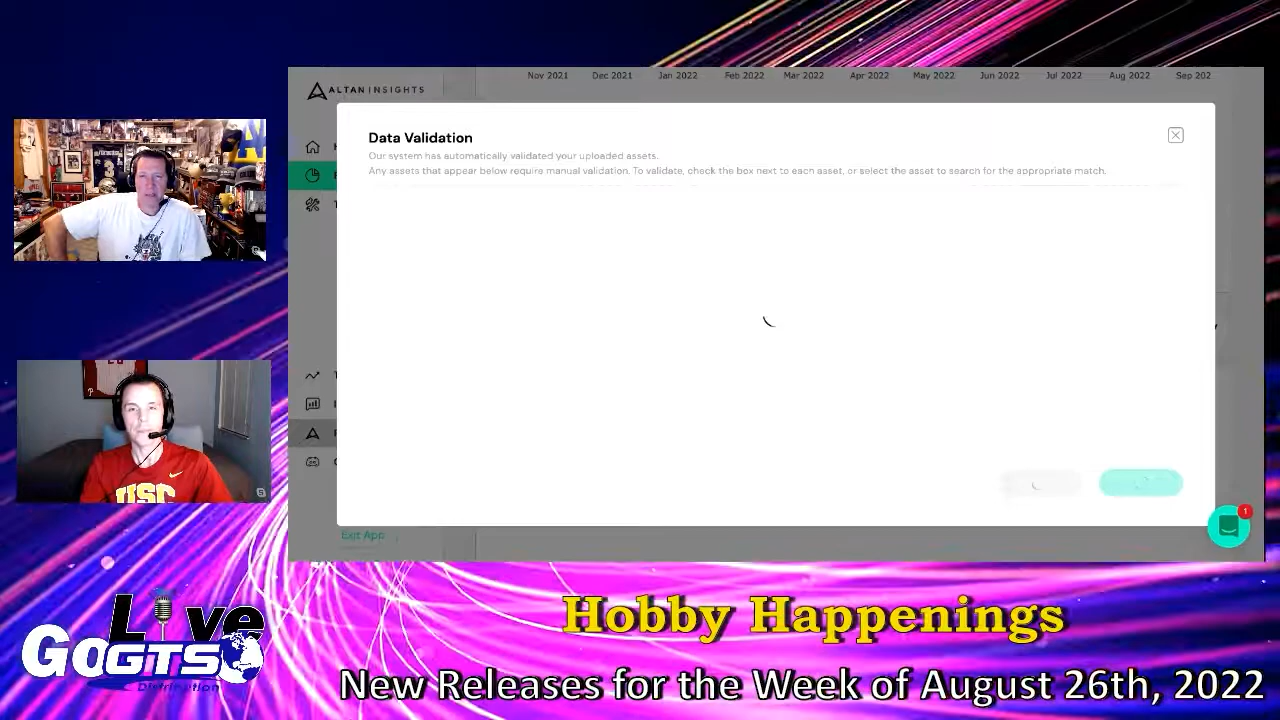 Nov 2021 Dec 2021 Jan 2022 Feb 2022 Mar 2022 Apr 2022 May 2022 Jun 2022 Jul 2022 Aug 2022 Sep 202
ALTAN INSIGHTS
Data Validation
Our system has automatically validated your uploaded assets.
Any assets that appear below require manual validation. To validate, check the box next to each asset, or select the asset to search for the appropriate match.
USC
Exit App
1
Live
GoGTS
Distribution
Hobby Happenings
New Releases for the Week of August 26th, 2022